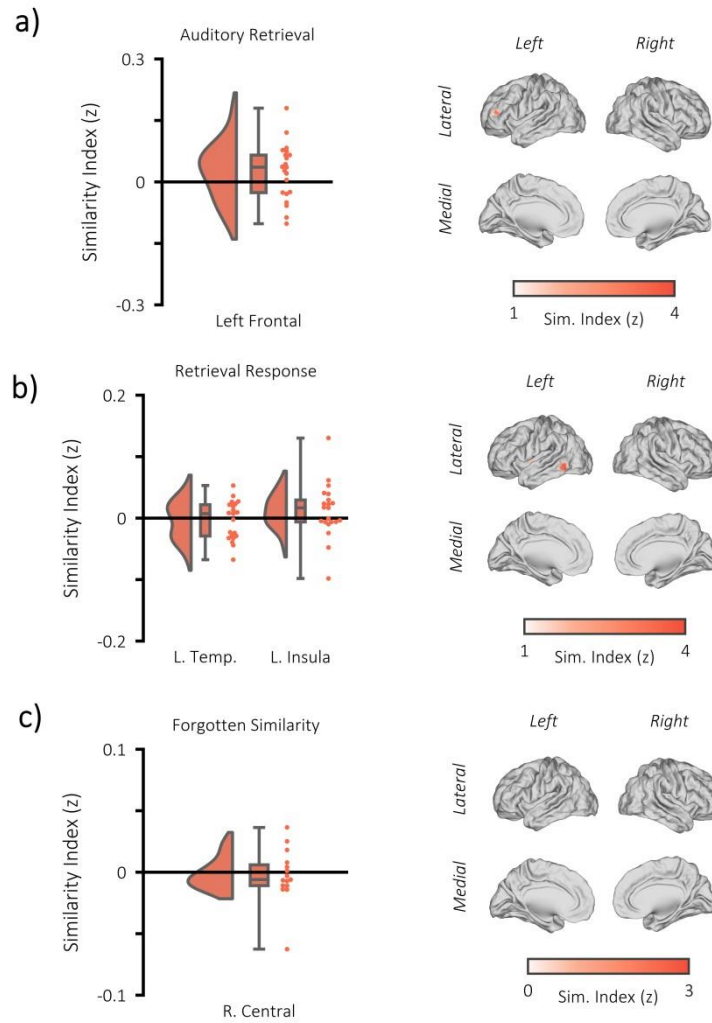 a)
Auditory Retrieval
Left
Right
0.3
Similarity Index (z)
0
-0.3
Left Frontal
Lateral
Medial
1
4
Sim. Index (z)
b)
Retrieval Response
Left
Right
0.2
Similarity Index (z)
0
-0.2
L. Temp.
L. Insula
Lateral
Medial
1
4
Sim. Index (z)
c)
Forgotten Similarity
Left
Right
0.1
Similarity Index (z)
0
-0.1
R. Central
Lateral
Medial
0
3
Sim. Index (z)